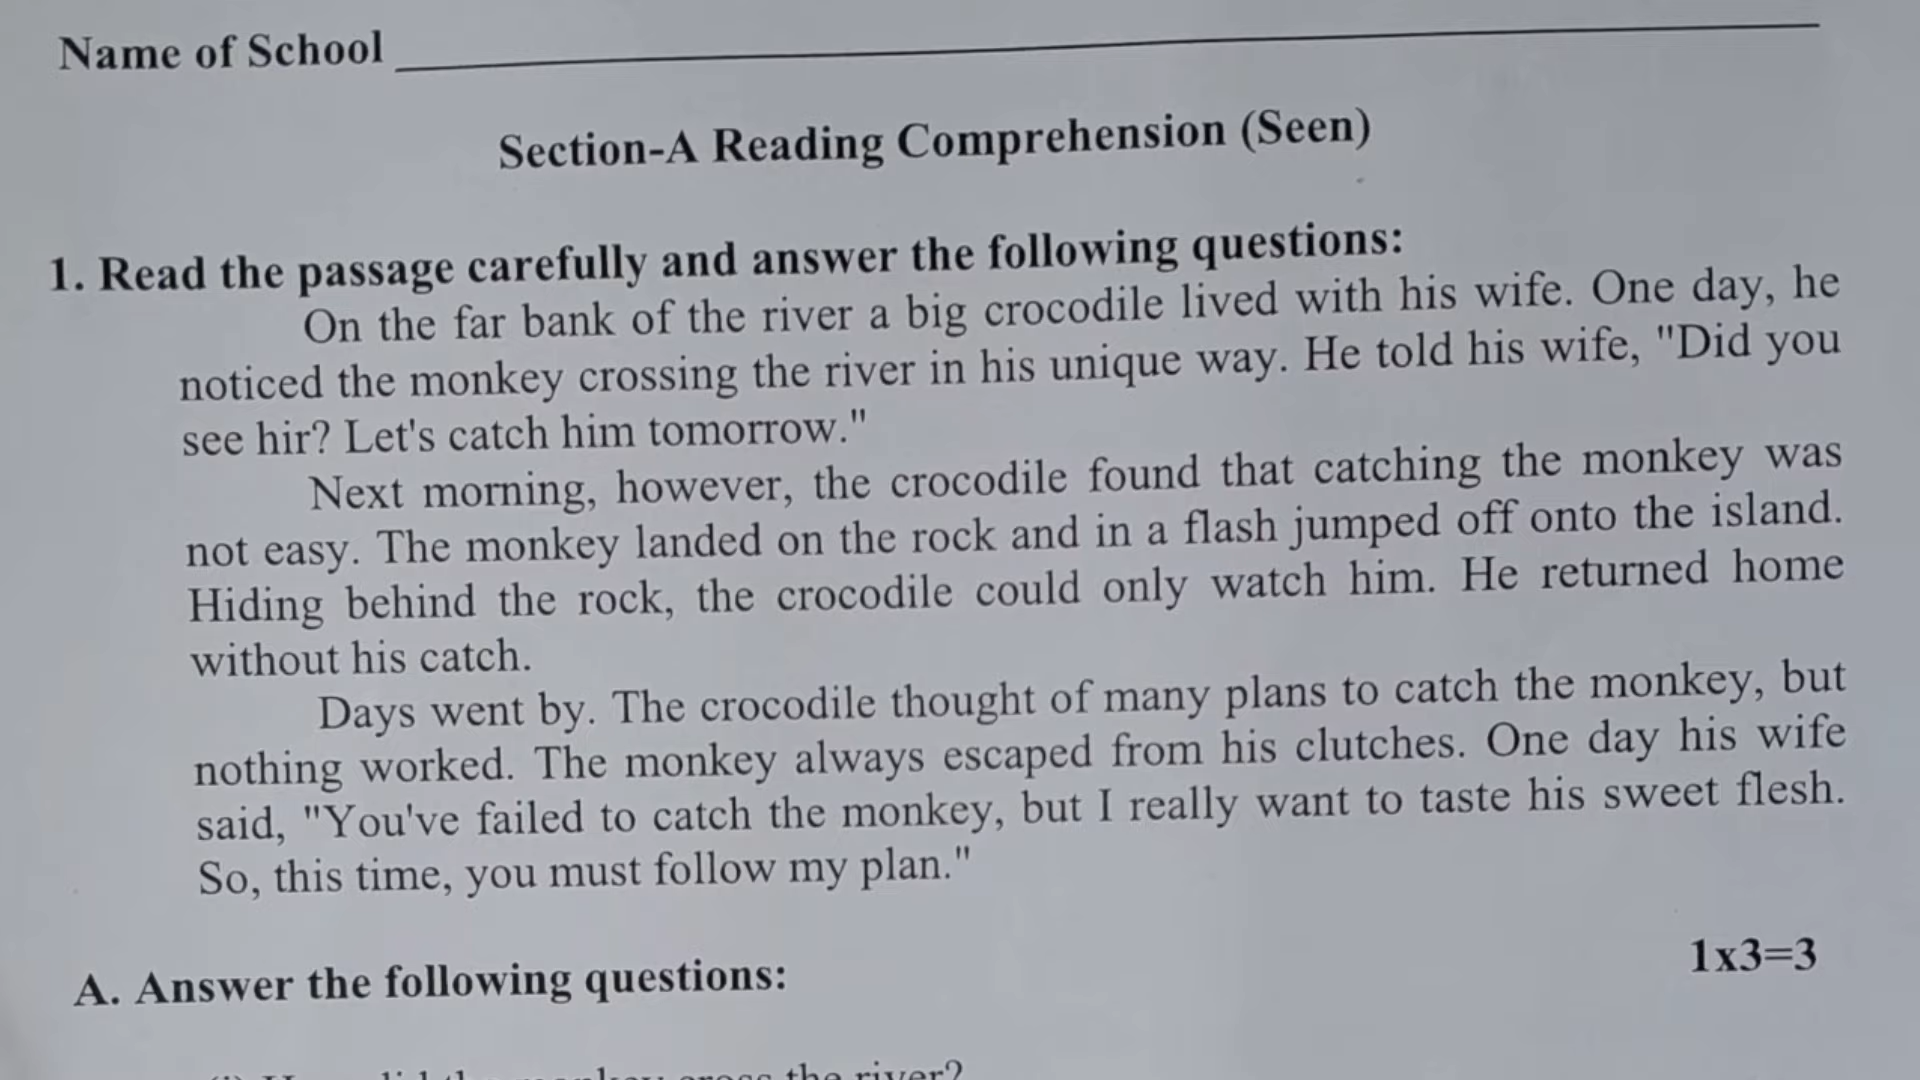 Name of School
Section-A Reading Comprehension (Seen)
1. Read the passage carefully and answer the following questions:
On the far bank of the river a big crocodile lived with his wife. One day, he
noticed the monkey crossing the river in his unique way. He told his wife, "Did you
see hir? Let's catch him tomorrow."
Next morning, however, the crocodile found that catching the monkey was
not easy. The monkey landed on the rock and in a flash jumped off onto the island.
Hiding behind the rock, the crocodile could only watch him. He returned home
without his catch.
Days went by. The crocodile thought of many plans to catch the monkey, but
nothing worked. The monkey always escaped from his clutches. One day his wife
said, "You've failed to catch the monkey, but I really want to taste his sweet flesh.
So, this time, you must follow my plan."
A. Answer the following questions:
1x3=3
the river?